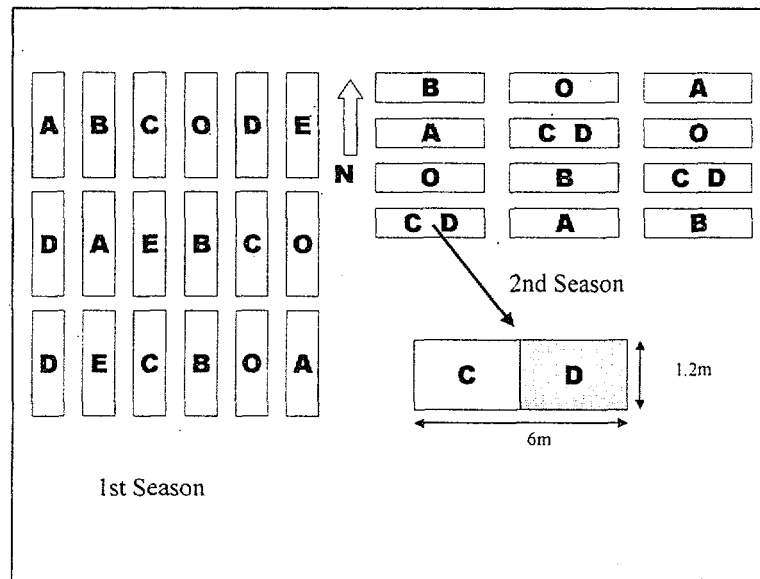 A B C O D E
D A E B C O
D E C B O A
1st Season
N
B O A
A C D O
O B C D
C D A B
2nd Season
C D
1.2m
6m